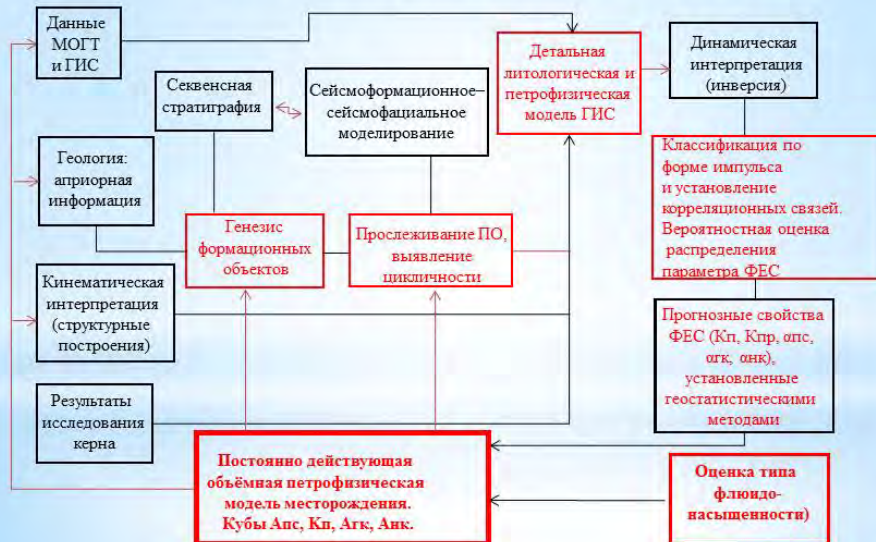 Данные
МОГТ
и ГИС
Секвенсная
стратиграфия
Сейсмоформационное–
сейсмофациальное
моделирование
Детальная
литологическая и
петрофизическая
модель ГИС
Динамическая
интерпретация
(инверсия)
Геология:
априорная
информация
Генезис
формационных
объектов
Прослеживание ПО,
выявление
цикличности
Классификация по
форме импульса
и установление
корреляционных связей.
Вероятностная оценка
распределения
параметра ФЕС
Кинематическая
интерпретация
(структурные
построения)
Прогнозные свойства
ФЕС (Кп, Кпр, αпс,
αгк, αнк),
установленные
геостатистическими
методами
Результаты
исследования
керна
Постоянно действующая
объёмная петрофизическая
модель месторождения.
Кубы Апс, Кп, Агк, Анк.
Оценка типа
флюидо-
насыщенности)